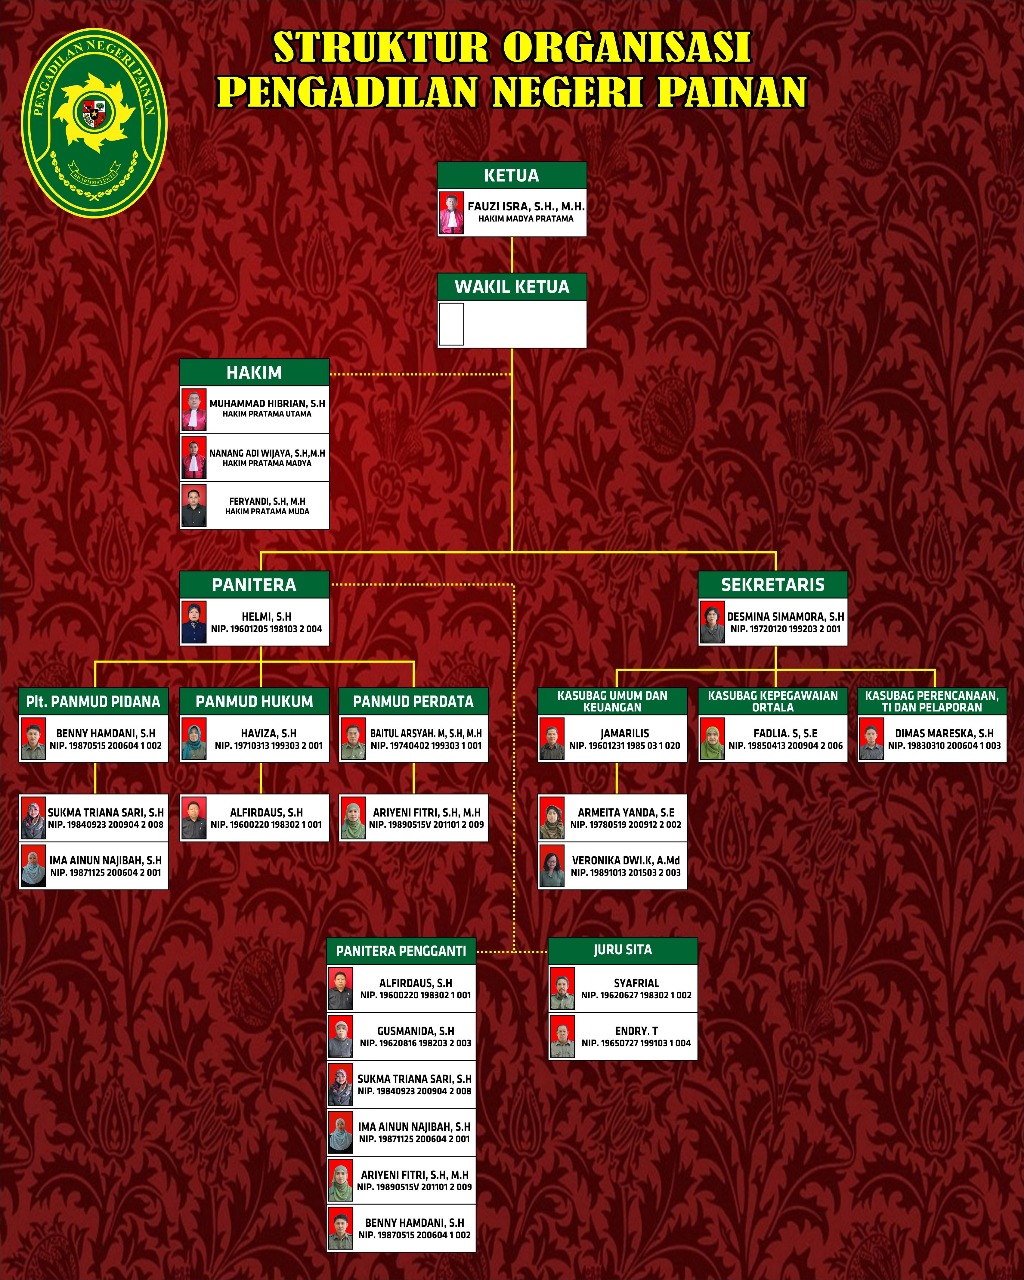 STRUKTUR ORGANISASI
PENGADILAN NEGERI PAINAN
PENGADILAN NEGERI PAINAN
KETUA
FAUZI ISRA, S.H., M.H.
HAKIM MADYA PRATAMA
WAKIL KETUA
HAKIM
MUHAMMAD HIBRIAN, S.H
HAKIM PRATAMA UTAMA
NANANG ADI WIJAYA, S.H,M.H
HAKIM PRATAMA MADYA
FERYANDI, S.H, M.H
HAKIM PRATAMA MUDA
PANITERA
HELMI, S.H
NIP. 19601205 198103 2 004
SEKRETARIS
DESMINA SIMAMORA, S.H
NIP. 19720120 199203 2 001
Plt. PANMUD PIDANA
BENNY HAMDANI, S.H
NIP. 19870515 200604 1 002
SUKMA TRIANA SARI, S.H
NIP. 19840923 200904 2 008
IMA AINUN NAJIBAH, S.H
NIP. 19871125 200604 2 001
PANMUD HUKUM
HAVIZA, S.H
NIP. 19710313 199303 2 001
ALFIRDAUS, S.H
NIP. 19600220 198302 1 001
PANMUD PERDATA
BAITUL ARSYAH. M, S.H, M.H
NIP. 19740402 199303 1 001
ARIYENI FITRI, S.H, M.H
NIP. 19890515V 201101 2 009
KASUBAG UMUM DAN
KEUANGAN
JAMARILIS
NIP. 19601231 1985 03 1 020
ARMEITA YANDA, S.E
NIP. 19780519 200912 2 002
VERONIKA DWI.K, A.Md
NIP. 19891013 201503 2 003
KASUBAG KEPEGAWAIAN
ORTALA
FADLIA. S, S.E
NIP. 19850413 200904 2 006
KASUBAG PERENCANAAN,
TI DAN PELAPORAN
DIMAS MARESKA, S.H
NIP. 19830310 200604 1 003
PANITERA PENGGANTI
ALFIRDAUS, S.H
NIP. 19600220 198302 1 001
GUSMANIDA, S.H
NIP. 19620816 198203 2 003
SUKMA TRIANA SARI, S.H
NIP. 19840923 200904 2 008
IMA AINUN NAJIBAH, S.H
NIP. 19871125 200604 2 001
ARIYENI FITRI, S.H, M.H
NIP. 19890515V 201101 2 009
BENNY HAMDANI, S.H
NIP. 19870515 200604 1 002
JURU SITA
SYAFRIAL
NIP. 19620627 198302 1 002
ENDRY. T
NIP. 19650727 199103 1 004